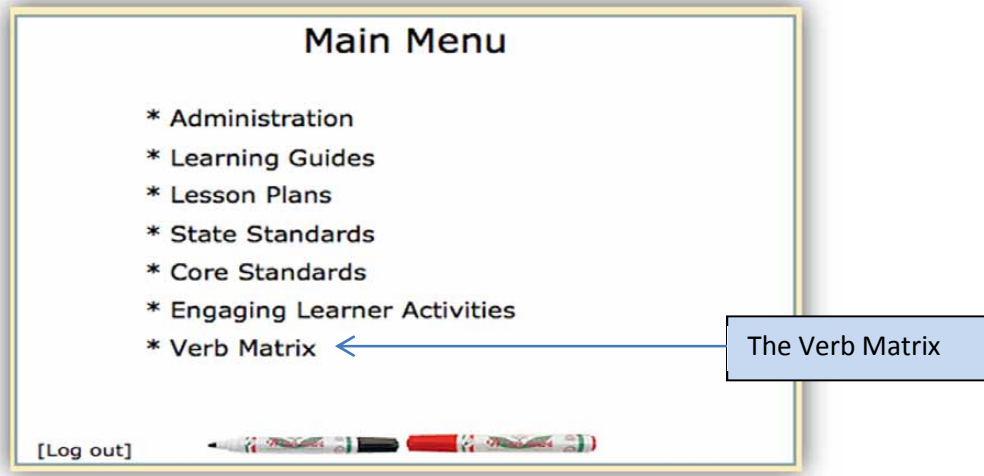 Main Menu
* Administration
* Learning Guides
* Lesson Plans
* State Standards
* Core Standards
* Engaging Learner Activities
* Verb Matrix
The Verb Matrix
[Log out]